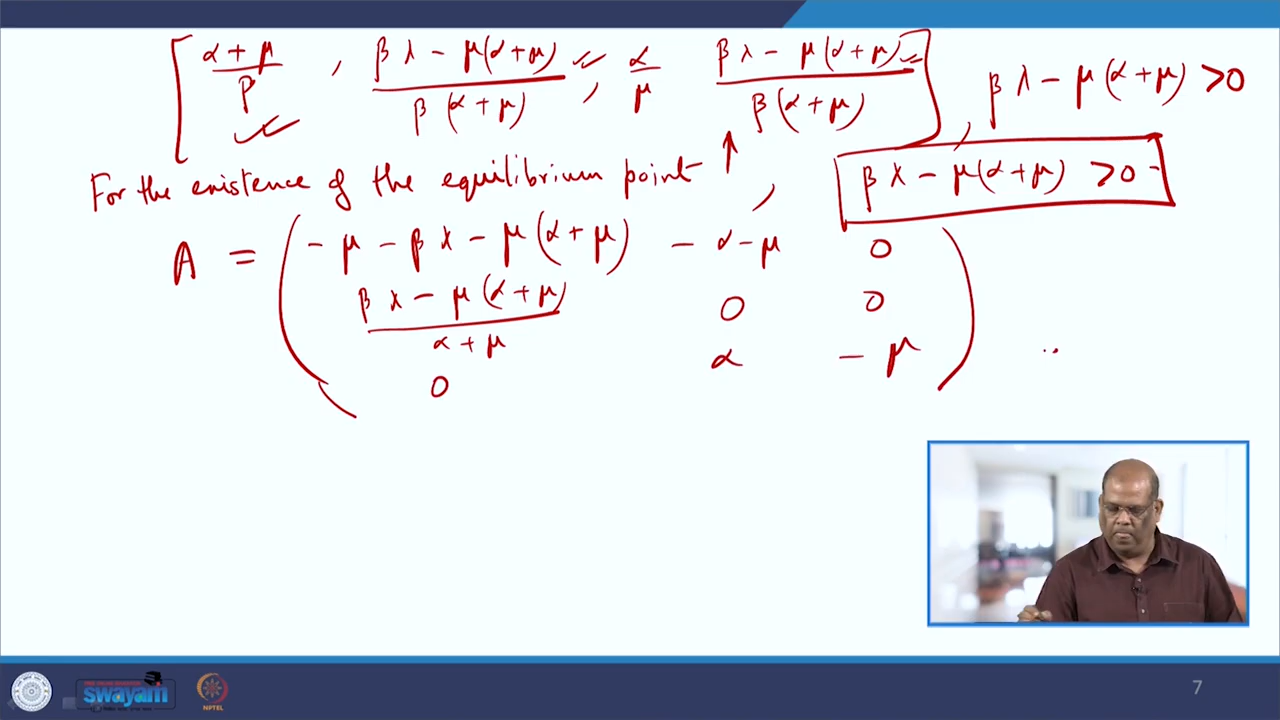 [ (α + μ)/β , (βλ − μ(α+μ))/(β(α + μ)) , α/μ (βλ − μ(α+μ))/(β(α + μ)) ] , βλ − μ(α+μ) > 0
For the existence of the equilibrium point ↑ , βλ − μ(α+μ) > 0
A = ( − μ − βλ − μ(α+μ) − α − μ 0
(βλ − μ(α+μ))/(α + μ) 0 0
0 α − μ )
swayam
NPTEL
7